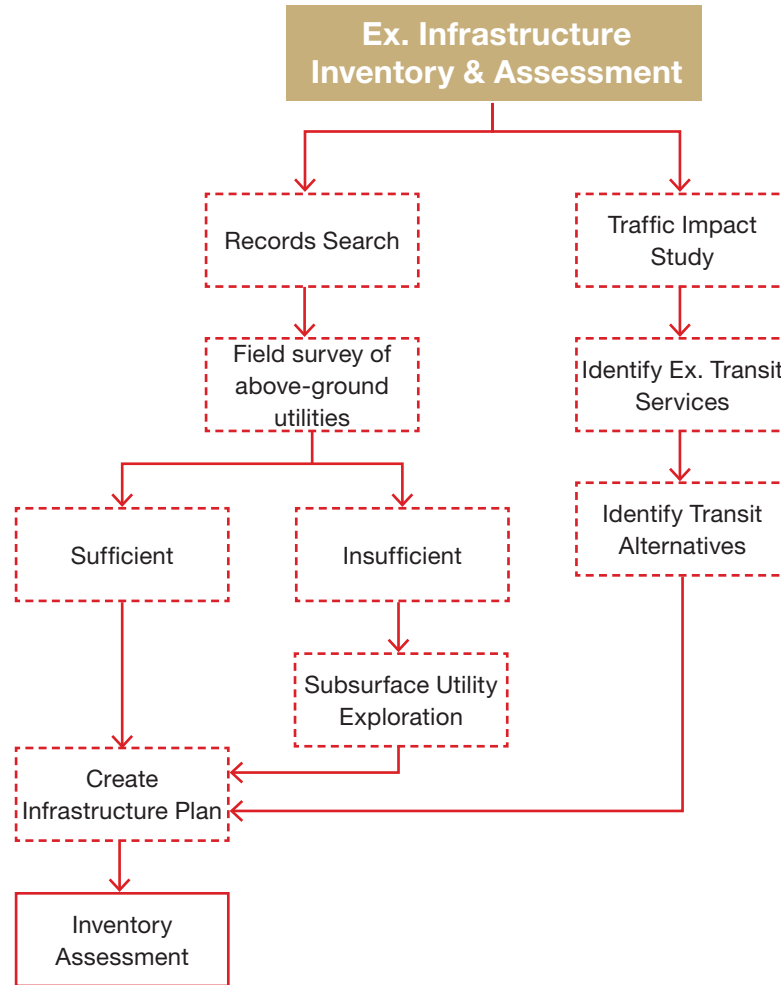 Ex. Infrastructure
Inventory & Assessment
Records Search
Traffic Impact
Study
Field survey of
above-ground
utilities
Identify Ex. Transit
Services
Sufficient
Insufficient
Identify Transit
Alternatives
Subsurface Utility
Exploration
Create
Infrastructure Plan
Inventory
Assessment